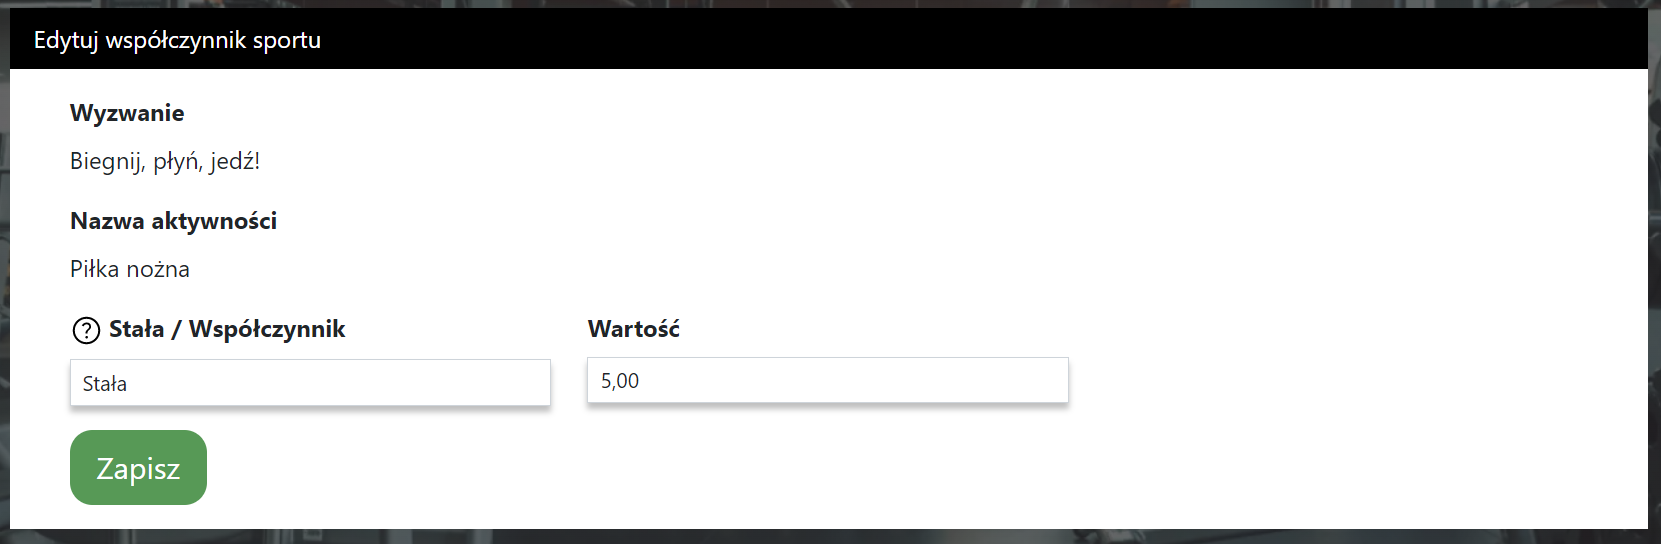 Edytuj współczynnik sportu
Wyzwanie
Biegnij, płyń, jedź!
Nazwa aktywności
Piłka nożna
? Stała / Współczynnik
Wartość
Stała
5,00
Zapisz